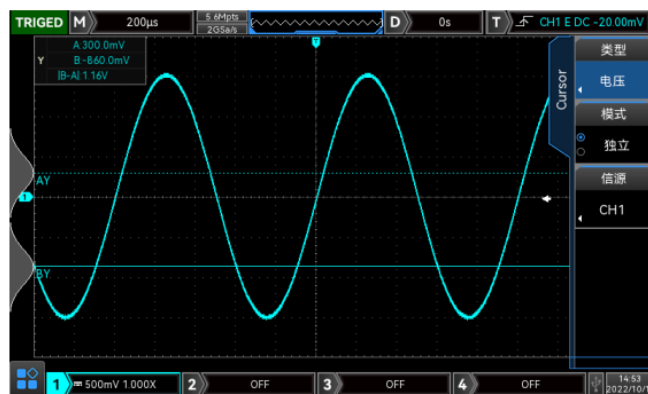 TRIGED M 200μs 5.6Mpts D 0s T CH1 E DC -20.00mV
2GSa/s
T
A:300.0mV
Y B:-860.0mV
|B-A|:1.16V
Cursor
类型
电压
模式
独立
信源
CH1
AY
1
BY
1 500mV 1.000X 2 OFF 3 OFF 4 OFF 14:53